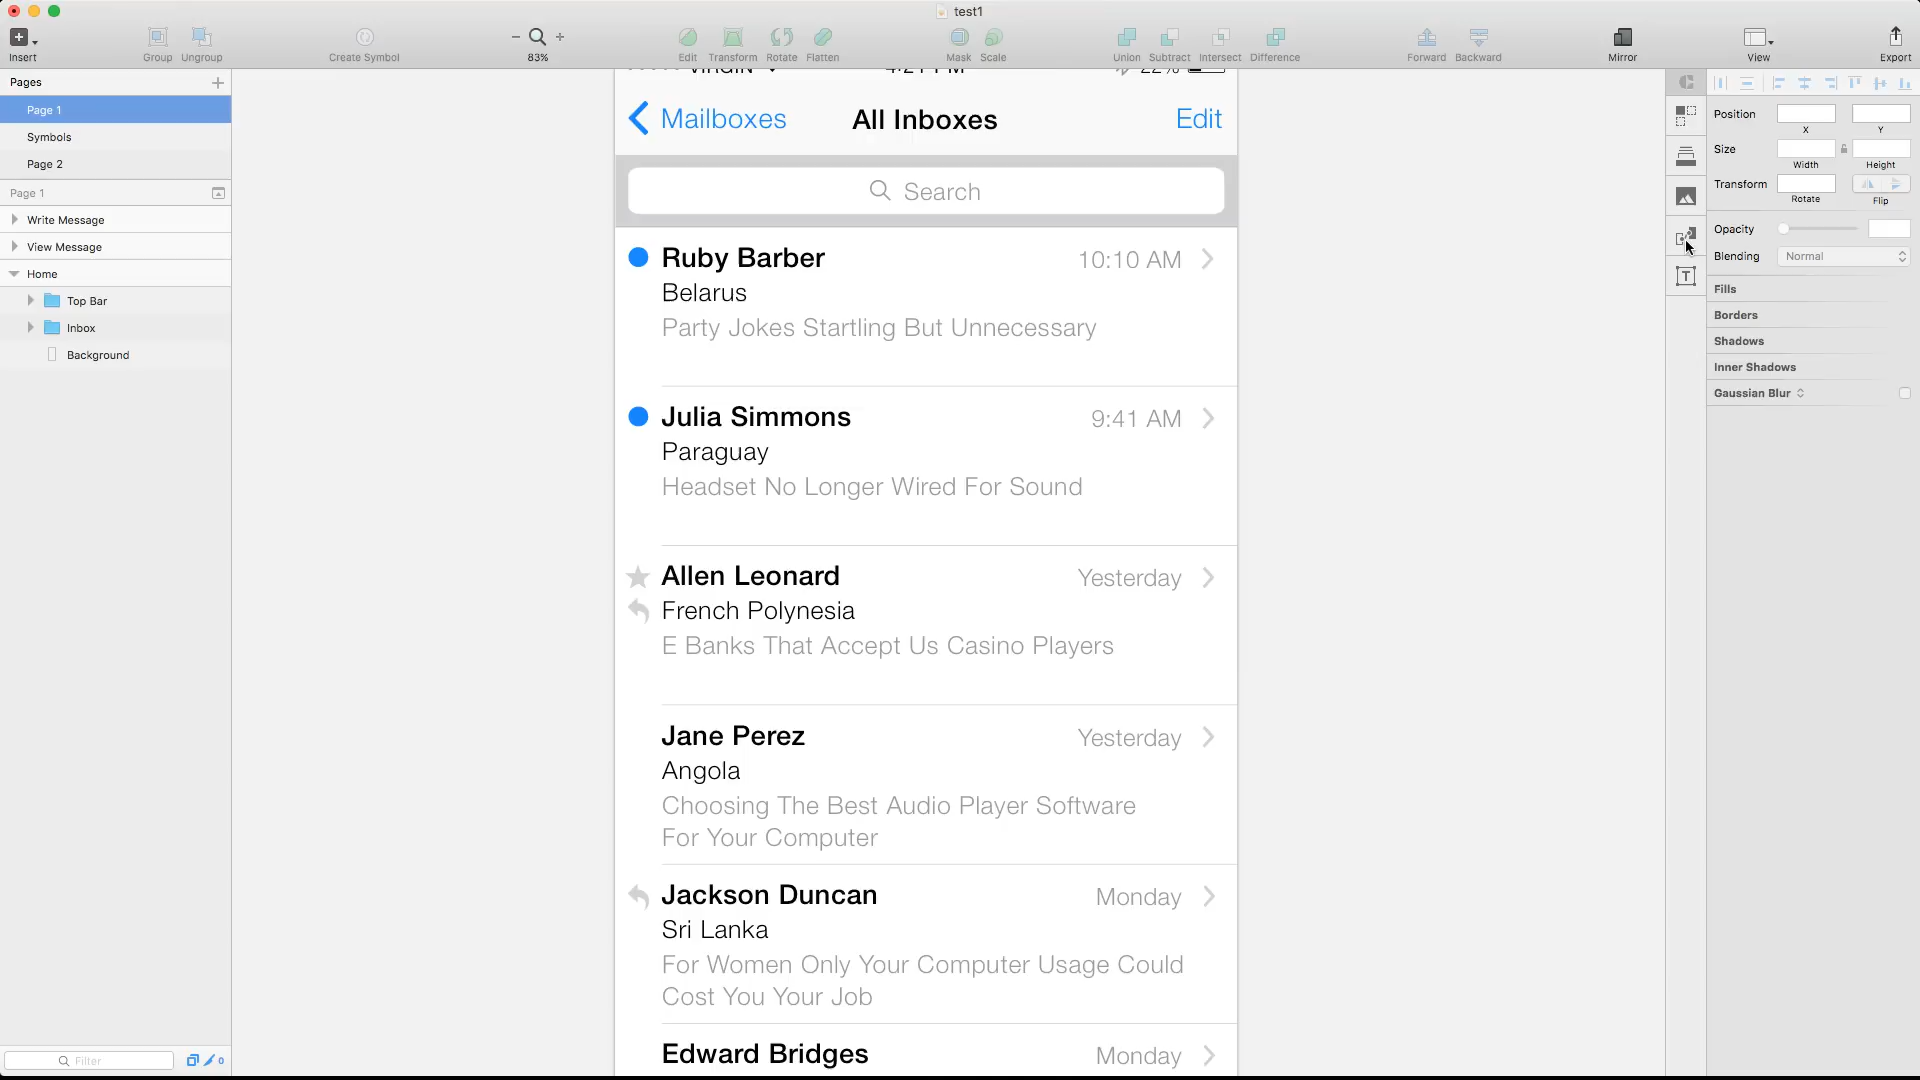 test1
Insert
Group
Ungroup
Create Symbol
83%
Edit
Transform
Rotate
Flatten
Mask
Scale
Union
Subtract
Intersect
Difference
Forward
Backward
Mirror
View
Export
Pages
Page 1
Symbols
Page 2
Page 1
Write Message
View Message
Home
Top Bar
Inbox
Background
Filter
0
Mailboxes
All Inboxes
Edit
Search
Ruby Barber
10:10 AM
Belarus
Party Jokes Startling But Unnecessary
Julia Simmons
9:41 AM
Paraguay
Headset No Longer Wired For Sound
Allen Leonard
Yesterday
French Polynesia
E Banks That Accept Us Casino Players
Jane Perez
Yesterday
Angola
Choosing The Best Audio Player Software
For Your Computer
Jackson Duncan
Monday
Sri Lanka
For Women Only Your Computer Usage Could
Cost You Your Job
Edward Bridges
Monday
Position
X
Y
Size
Width
Height
Transform
Rotate
Flip
Opacity
Blending
Normal
Fills
Borders
Shadows
Inner Shadows
Gaussian Blur